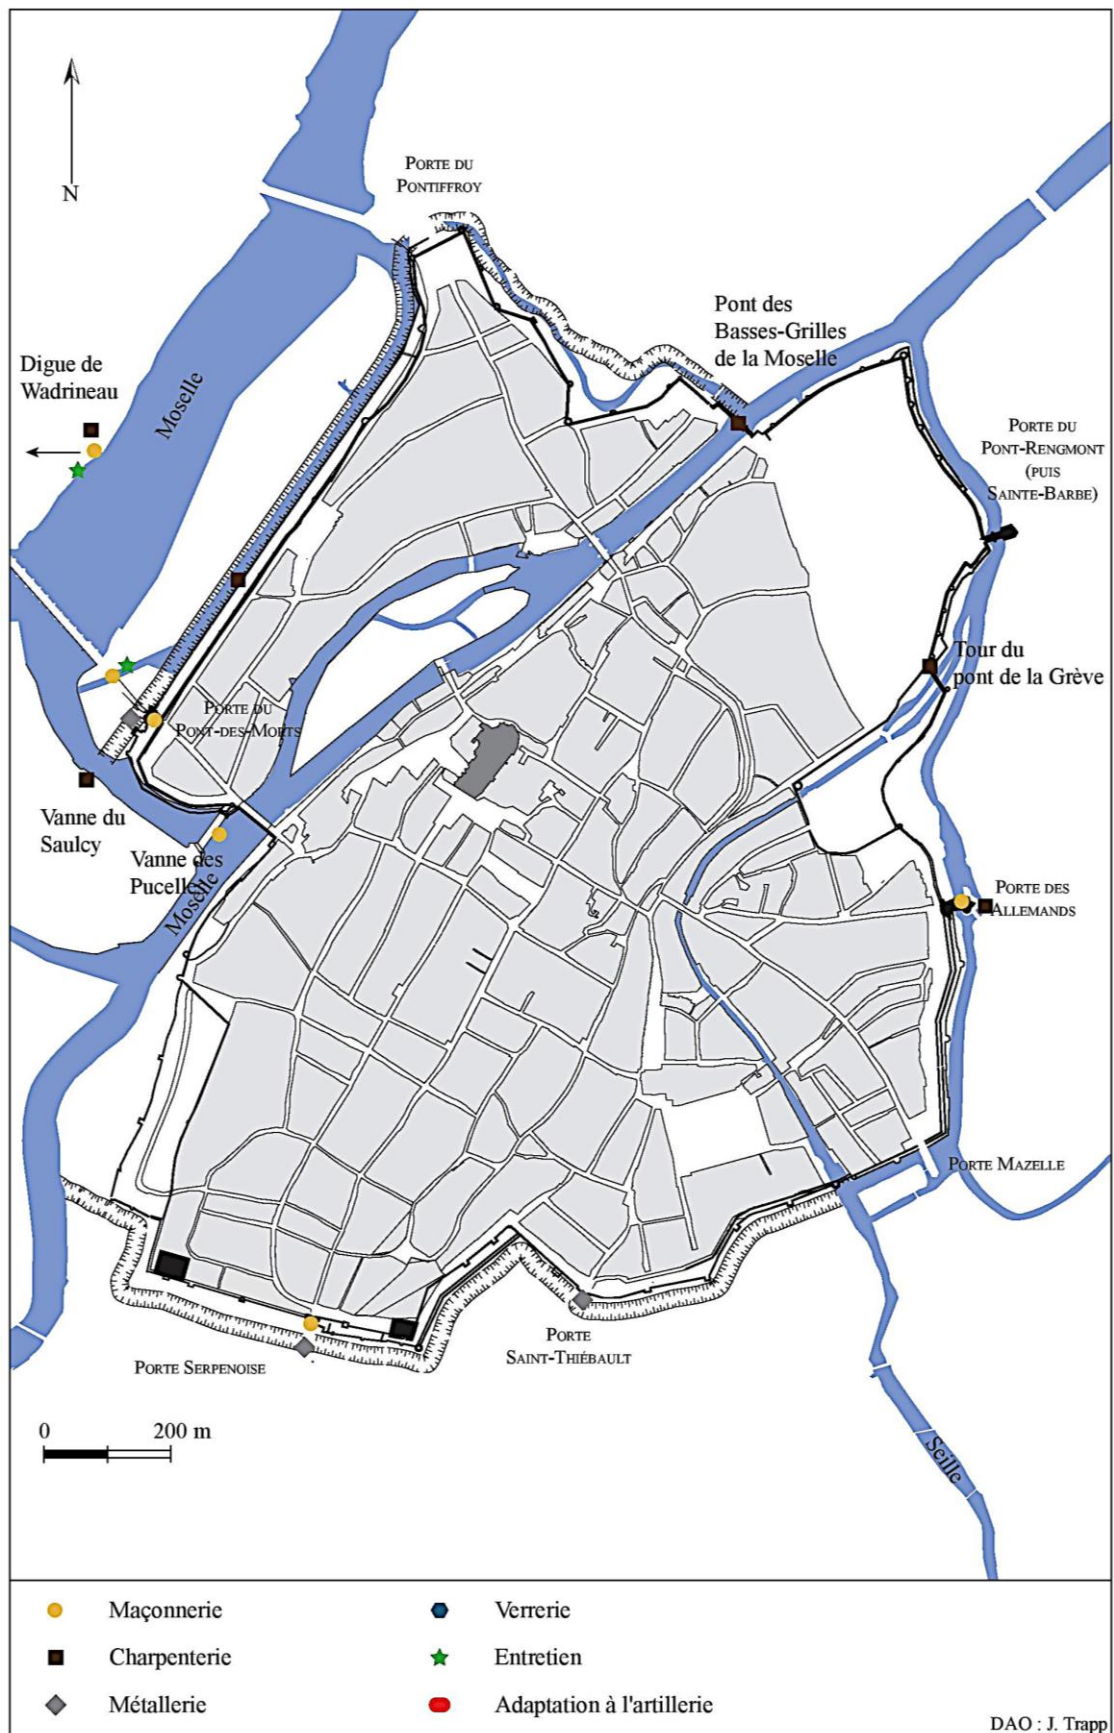 Porte du
Pontiffroy
N
Pont des
Basses-Grilles
de la Moselle
Digue de
Wadrineau
Moselle
Porte du
Pont-Rengmont
(puis
Sainte-Barbe)
Tour du
pont de la Grève
Porte du
Pont-des-Morts
Vanne du
Saulcy
Vanne des
Pucelles
Moselle
Porte des
Allemands
Porte Mazelle
Porte
Saint-Thiébault
Porte Serpenoise
0 200 m
Seille
Maçonnerie
Verrerie
Charpenterie
Entretien
Métallerie
Adaptation à l'artillerie
DAO : J. Trapp